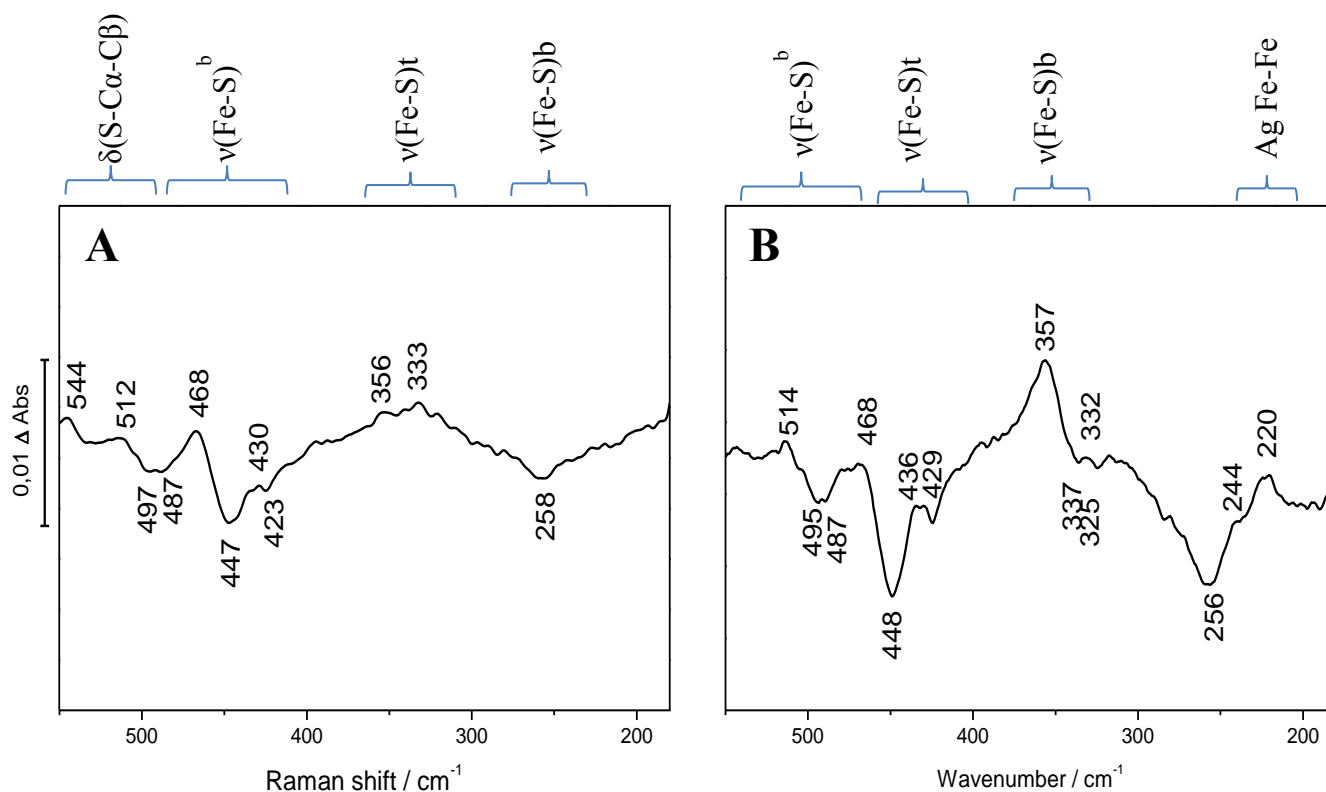 δ(S-Cα-Cβ)
ν(Fe-S)b
ν(Fe-S)t
ν(Fe-S)b
A
0,01 Δ Abs
544
512
497
487
468
447
430
423
356
333
258
500
400
300
200
Raman shift / cm-1
ν(Fe-S)b
ν(Fe-S)t
ν(Fe-S)b
Ag Fe-Fe
B
514
495
487
468
448
436
429
357
337
332
325
256
244
220
500
400
300
200
Wavenumber / cm-1